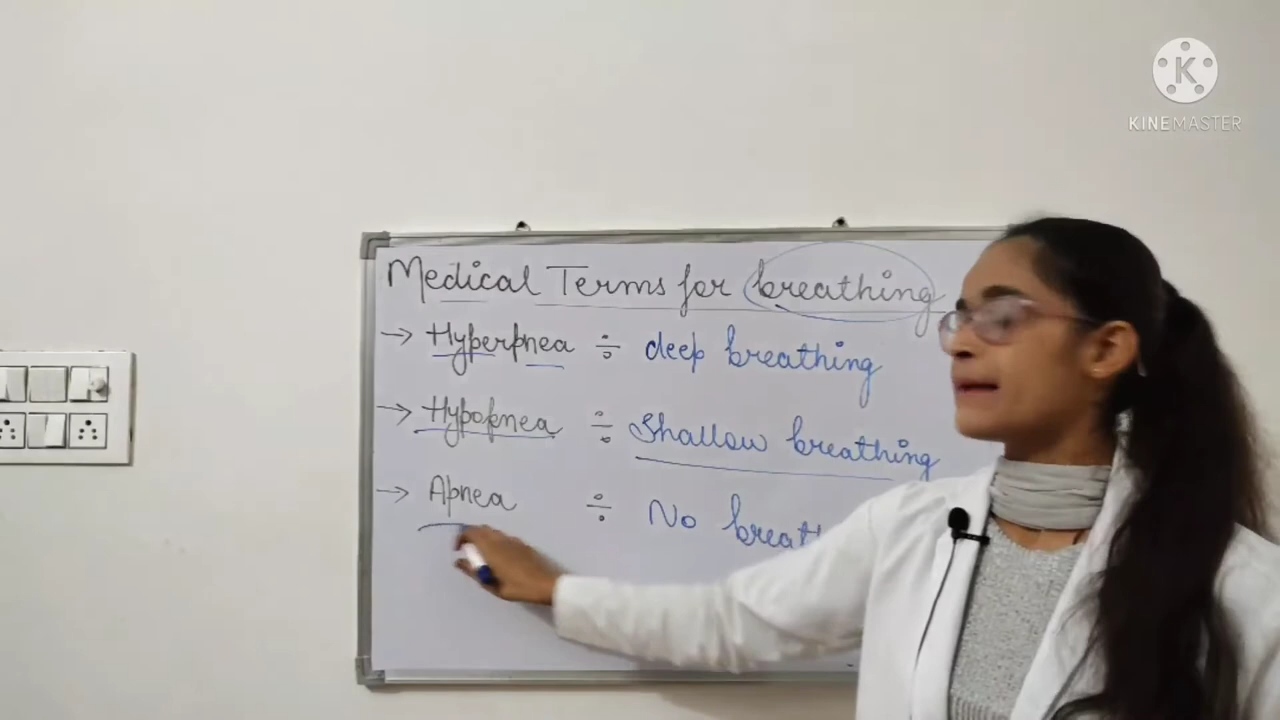 K
KINEMASTER
Medical Terms for breathing
→ Hyperpnea ÷ deep breathing
→ Hypopnea ÷ Shallow breathing
→ Apnea ÷ No